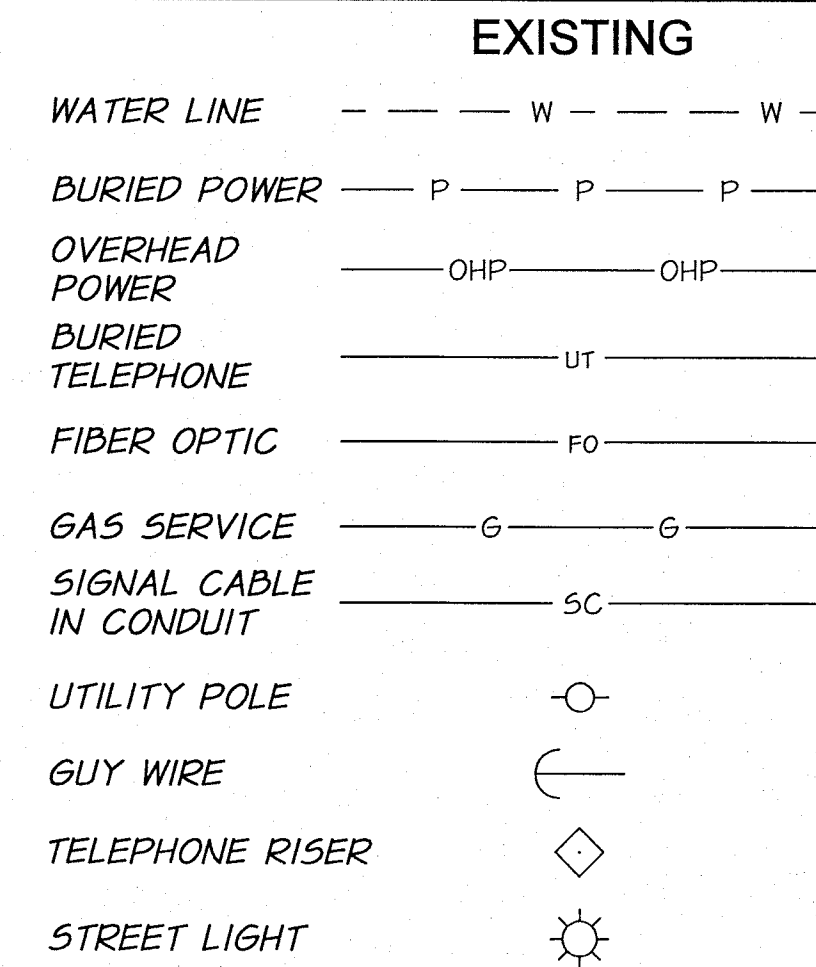 EXISTING
WATER LINE W W
BURIED POWER P P P
OVERHEAD
POWER OHP OHP
BURIED
TELEPHONE UT
FIBER OPTIC FO
GAS SERVICE G G
SIGNAL CABLE
IN CONDUIT SC
UTILITY POLE
GUY WIRE
TELEPHONE RISER
STREET LIGHT